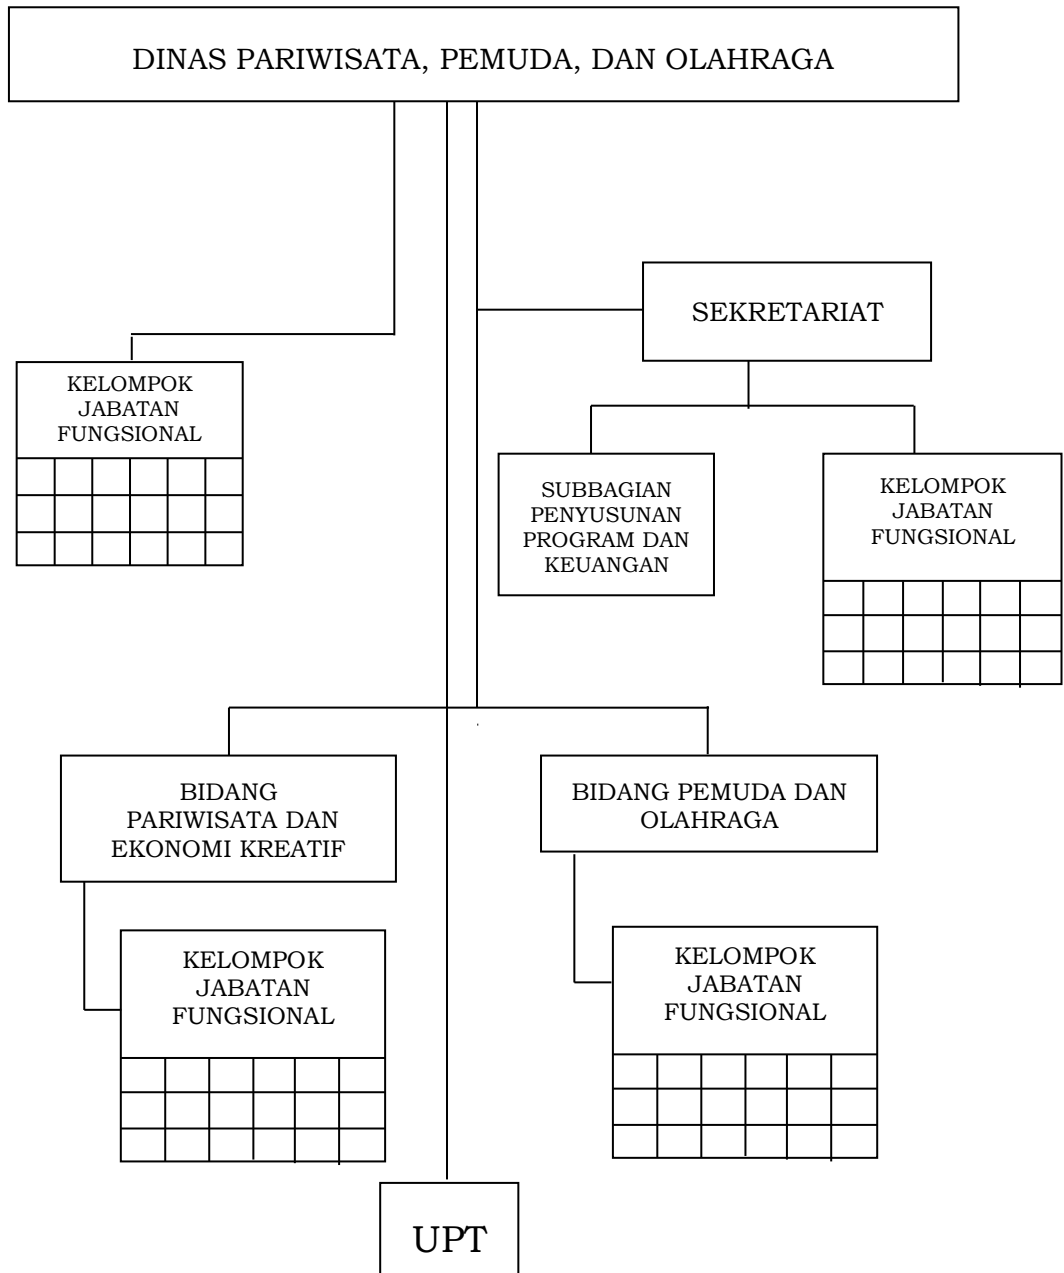 DINAS PARIWISATA, PEMUDA, DAN OLAHRAGA
SEKRETARIAT
KELOMPOK
JABATAN
FUNGSIONAL
SUBBAGIAN
PENYUSUNAN
PROGRAM DAN
KEUANGAN
KELOMPOK
JABATAN
FUNGSIONAL
BIDANG
PARIWISATA DAN
EKONOMI KREATIF
BIDANG PEMUDA DAN
OLAHRAGA
KELOMPOK
JABATAN
FUNGSIONAL
KELOMPOK
JABATAN
FUNGSIONAL
UPT